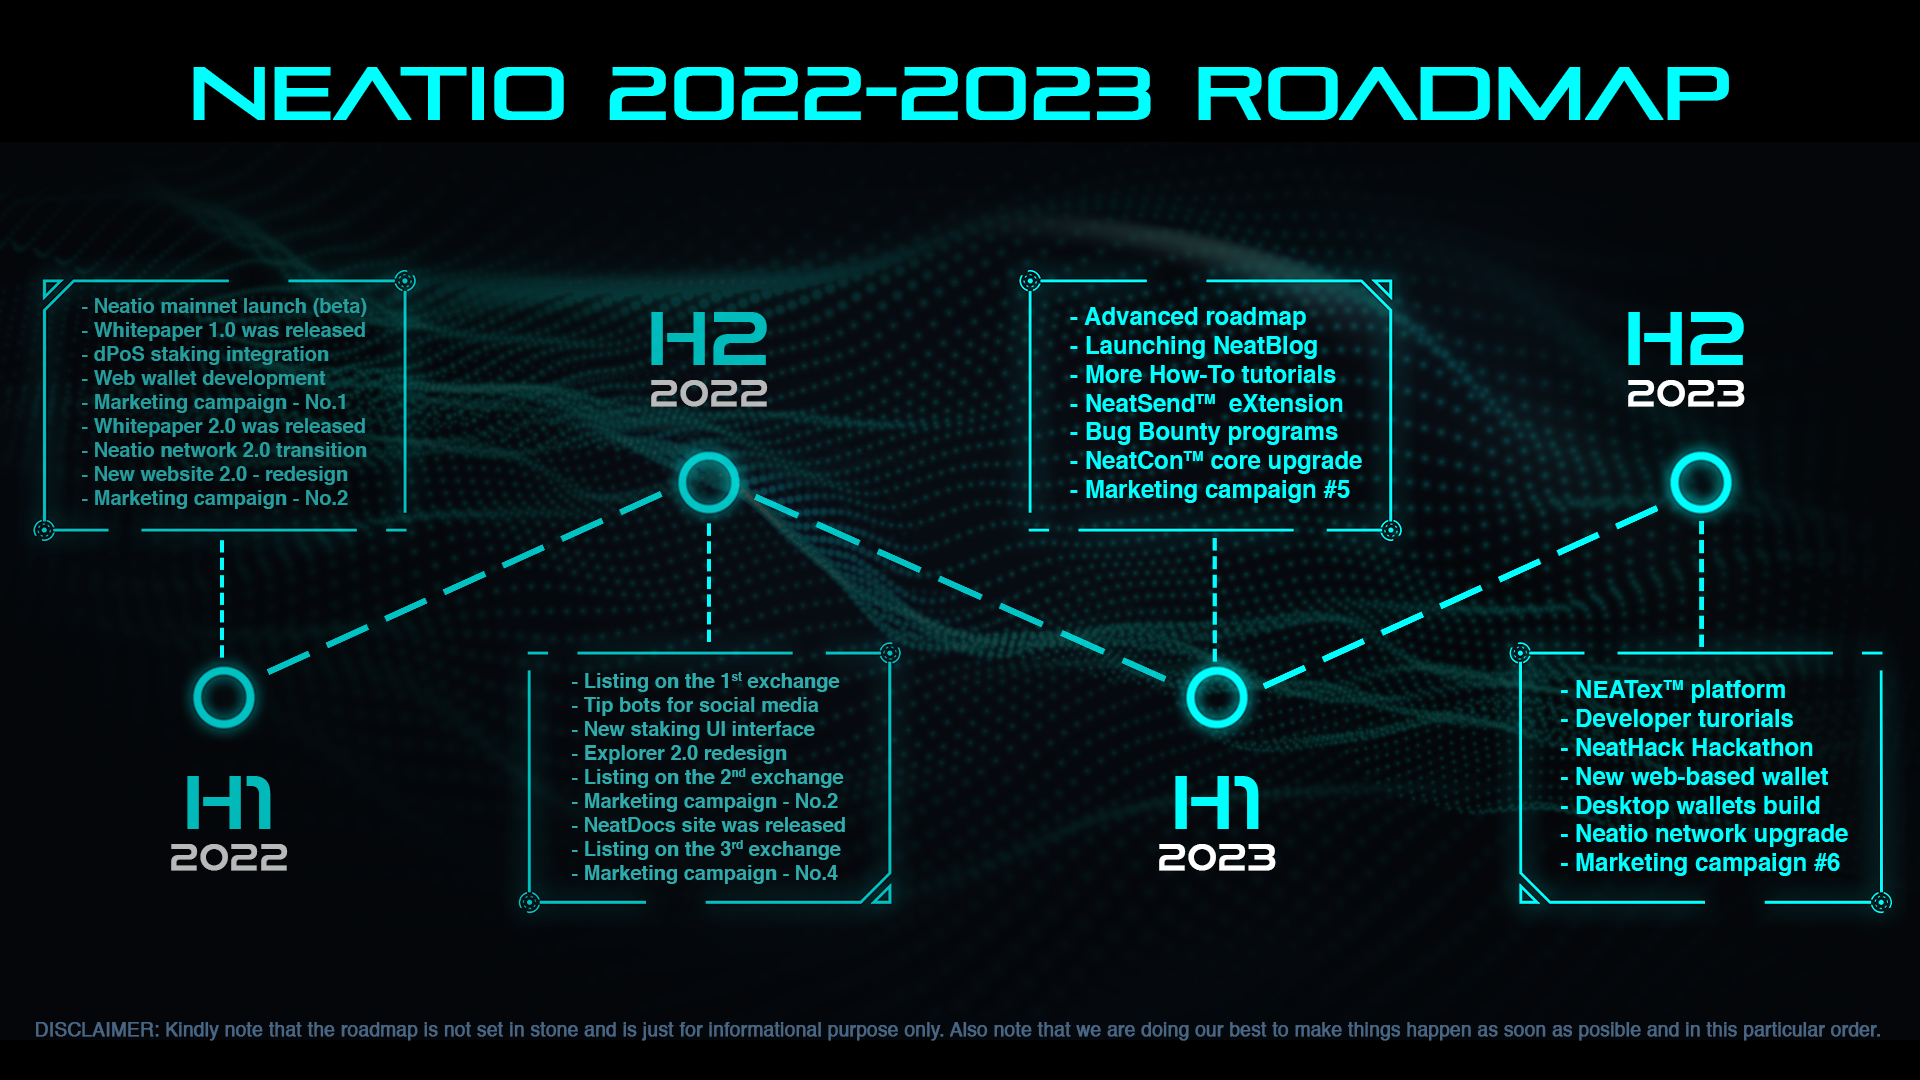 NEATIO 2022-2023 ROADMAP
- Neatio mainnet launch (beta)
- Whitepaper 1.0 was released
- dPoS staking integration
- Web wallet development
- Marketing campaign - No.1
- Whitepaper 2.0 was released
- Neatio network 2.0 transition
- New website 2.0 - redesign
- Marketing campaign - No.2
H1
2022
H2
2022
- Listing on the 1st exchange
- Tip bots for social media
- New staking UI interface
- Explorer 2.0 redesign
- Listing on the 2nd exchange
- Marketing campaign - No.2
- NeatDocs site was released
- Listing on the 3rd exchange
- Marketing campaign - No.4
- Advanced roadmap
- Launching NeatBlog
- More How-To tutorials
- NeatSend™ eXtension
- Bug Bounty programs
- NeatCon™ core upgrade
- Marketing campaign #5
H1
2023
H2
2023
- NEATex™ platform
- Developer turorials
- NeatHack Hackathon
- New web-based wallet
- Desktop wallets build
- Neatio network upgrade
- Marketing campaign #6
DISCLAIMER: Kindly note that the roadmap is not set in stone and is just for informational purpose only. Also note that we are doing our best to make things happen as soon as posible and in this particular order.